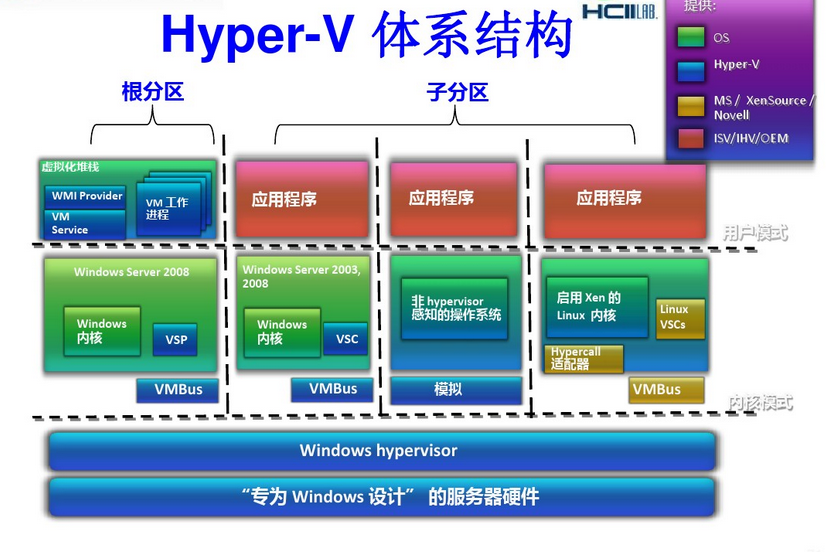 Hyper-V 体系结构
HCII LAB.
提供:
OS
Hyper-V
MS / XenSource /
Novell
ISV/IHV/OEM
根分区
子分区
虚拟化堆栈
WMI Provider
VM
Service
VM 工作
进程
应用程序
应用程序
应用程序
用户模式
Windows Server 2008
Windows
内核
VSP
VMBus
Windows Server 2003,
2008
Windows
内核
VSC
VMBus
非 hypervisor
感知的操作系统
模拟
启用 Xen 的
Linux 内核
Linux
VSCs
Hypercall
适配器
VMBus
内核模式
Windows hypervisor
“专为 Windows 设计” 的服务器硬件